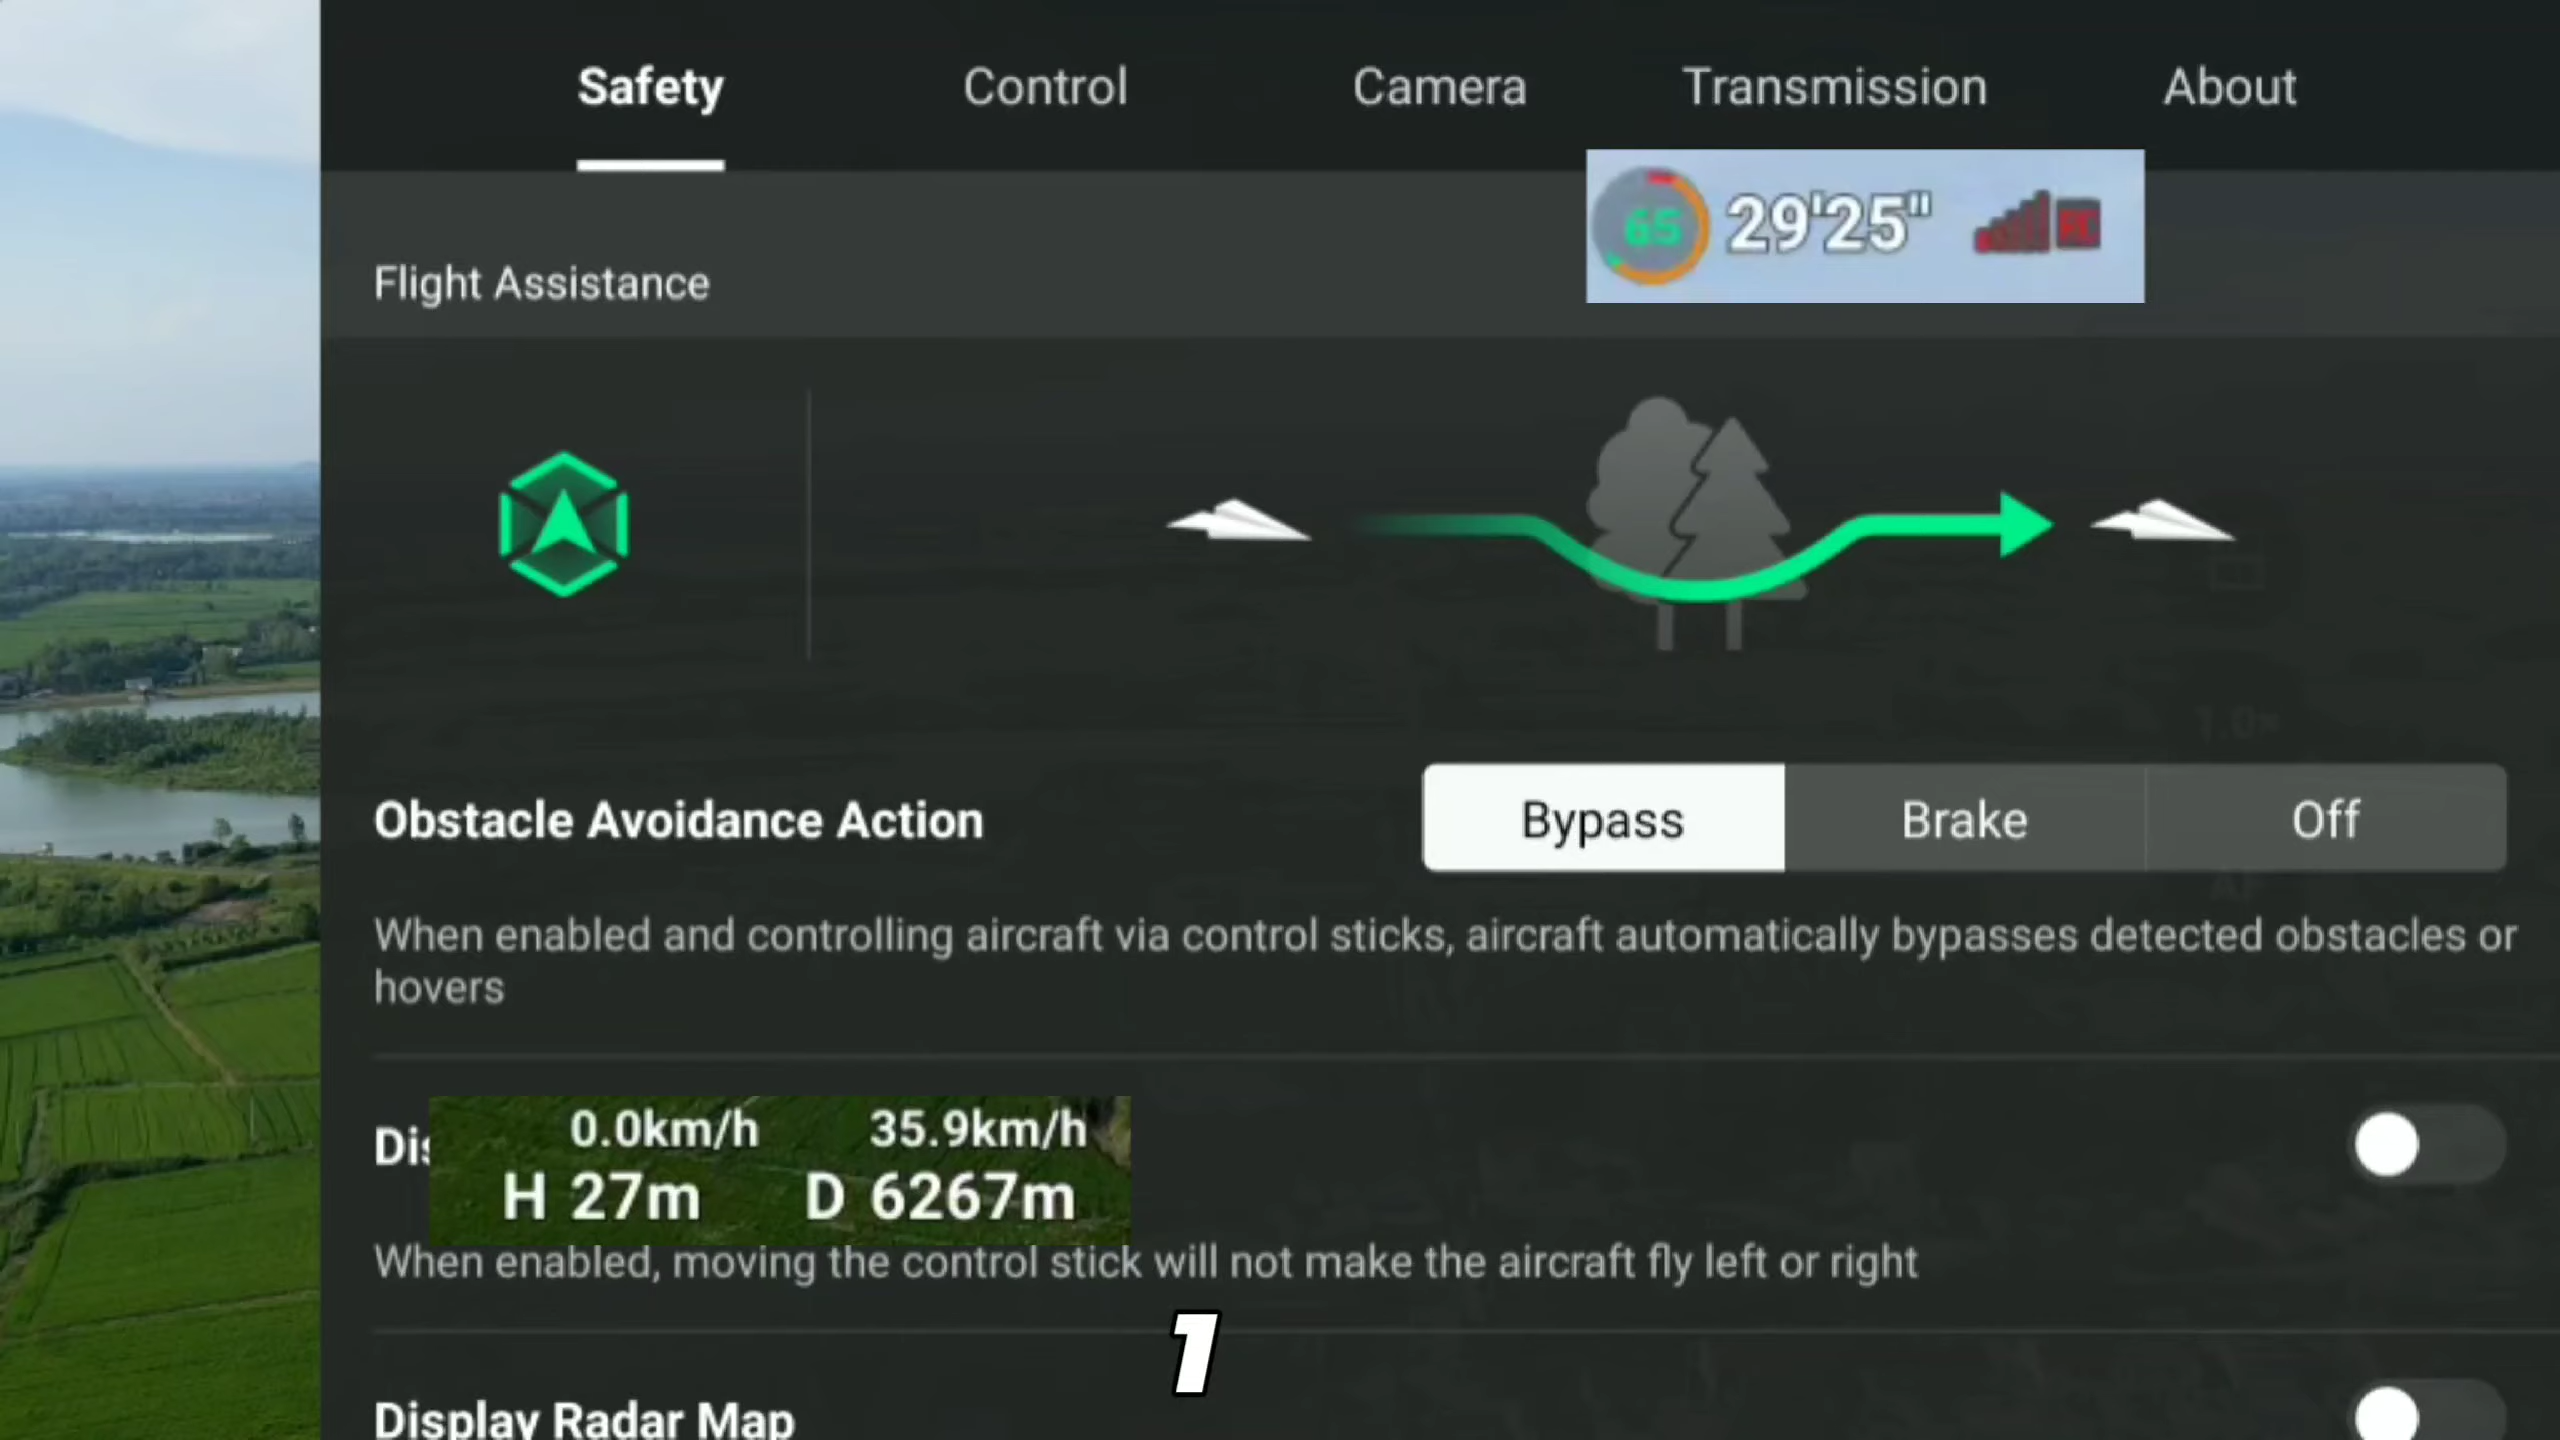 Safety Control Camera Transmission About
65 29'25" RC
Flight Assistance
Obstacle Avoidance Action Bypass Brake Off
When enabled and controlling aircraft via control sticks, aircraft automatically bypasses detected obstacles or
hovers
0.0km/h 35.9km/h
H 27m D 6267m
When enabled, moving the control stick will not make the aircraft fly left or right
1
Display Radar Map